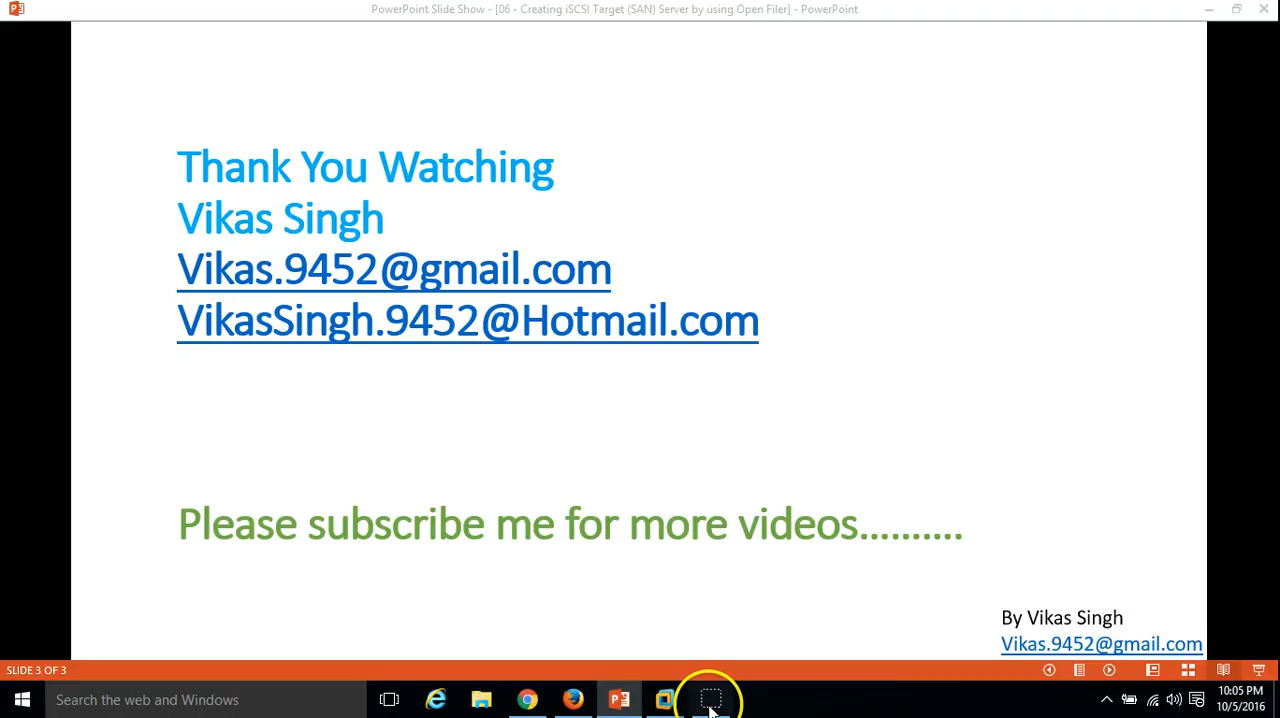 PowerPoint Slide Show - [06 - Creating iSCSI Target (SAN) Server by using Open Filer] - PowerPoint
Thank You Watching
Vikas Singh
Vikas.9452@gmail.com
VikasSingh.9452@Hotmail.com
Please subscribe me for more videos..........
By Vikas Singh
Vikas.9452@gmail.com
SLIDE 3 OF 3
Search the web and Windows
10:05 PM
10/5/2016